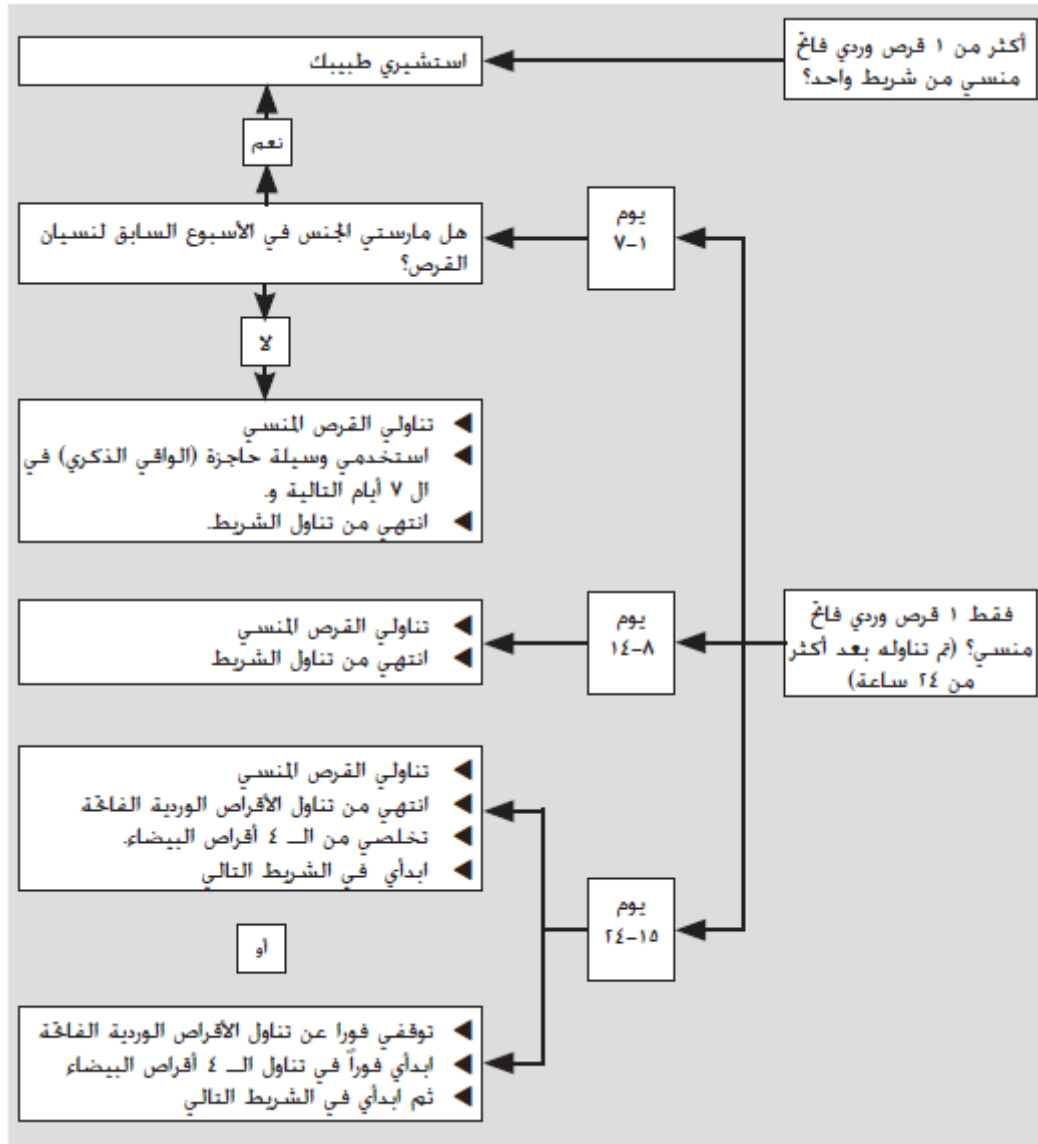 أكثر من ١ قرص وردي فاتح
منسي من شريط واحد؟
استشيري طبيبك
نعم
يوم
١-٧
هل مارستي الجنس في الأسبوع السابق لنسيان
القرص؟
لا
◀ تناولي القرص المنسي
◀ استخدمي وسيلة حاجزة (الواقي الذكري) في
ال ٧ أيام التالية و.
◀ انتهي من تناول الشريط.
فقط ١ قرص وردي فاتح
منسي؟ (تم تناوله بعد أكثر
من ٢٤ ساعة)
يوم
٨-١٤
◀ تناولي القرص المنسي
◀ انتهي من تناول الشريط
يوم
١٥-٢٤
◀ تناولي القرص المنسي
◀ انتهي من تناول الأقراص الوردية الفاتحة
◀ تخلصي من الـ ٤ أقراص البيضاء.
◀ ابدأي في الشريط التالي
أو
◀ توقفي فورا عن تناول الأقراص الوردية الفاتحة
◀ ابدأي فوراً في تناول الـ ٤ أقراص البيضاء
◀ ثم ابدأي في الشريط التالي